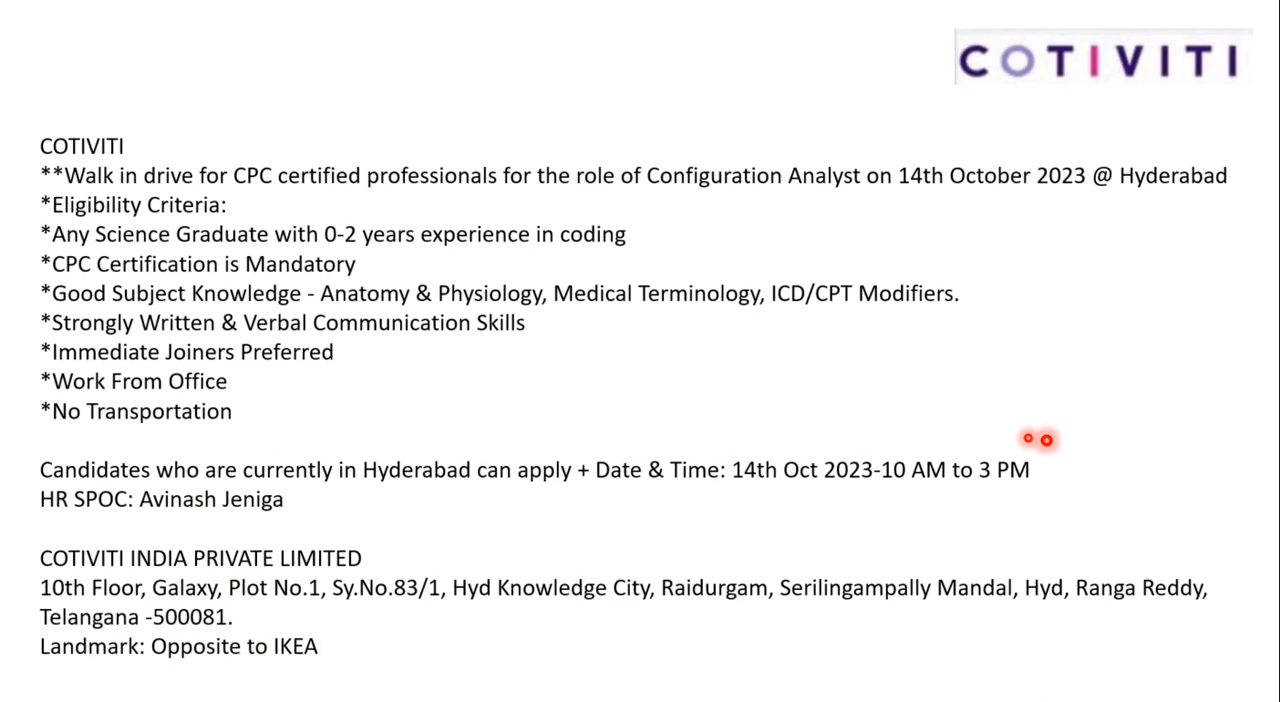 COTIVITI
COTIVITI
**Walk in drive for CPC certified professionals for the role of Configuration Analyst on 14th October 2023 @ Hyderabad
*Eligibility Criteria:
*Any Science Graduate with 0-2 years experience in coding
*CPC Certification is Mandatory
*Good Subject Knowledge - Anatomy & Physiology, Medical Terminology, ICD/CPT Modifiers.
*Strongly Written & Verbal Communication Skills
*Immediate Joiners Preferred
*Work From Office
*No Transportation
Candidates who are currently in Hyderabad can apply + Date & Time: 14th Oct 2023-10 AM to 3 PM
HR SPOC: Avinash Jeniga
COTIVITI INDIA PRIVATE LIMITED
10th Floor, Galaxy, Plot No.1, Sy.No.83/1, Hyd Knowledge City, Raidurgam, Serilingampally Mandal, Hyd, Ranga Reddy,
Telangana -500081.
Landmark: Opposite to IKEA